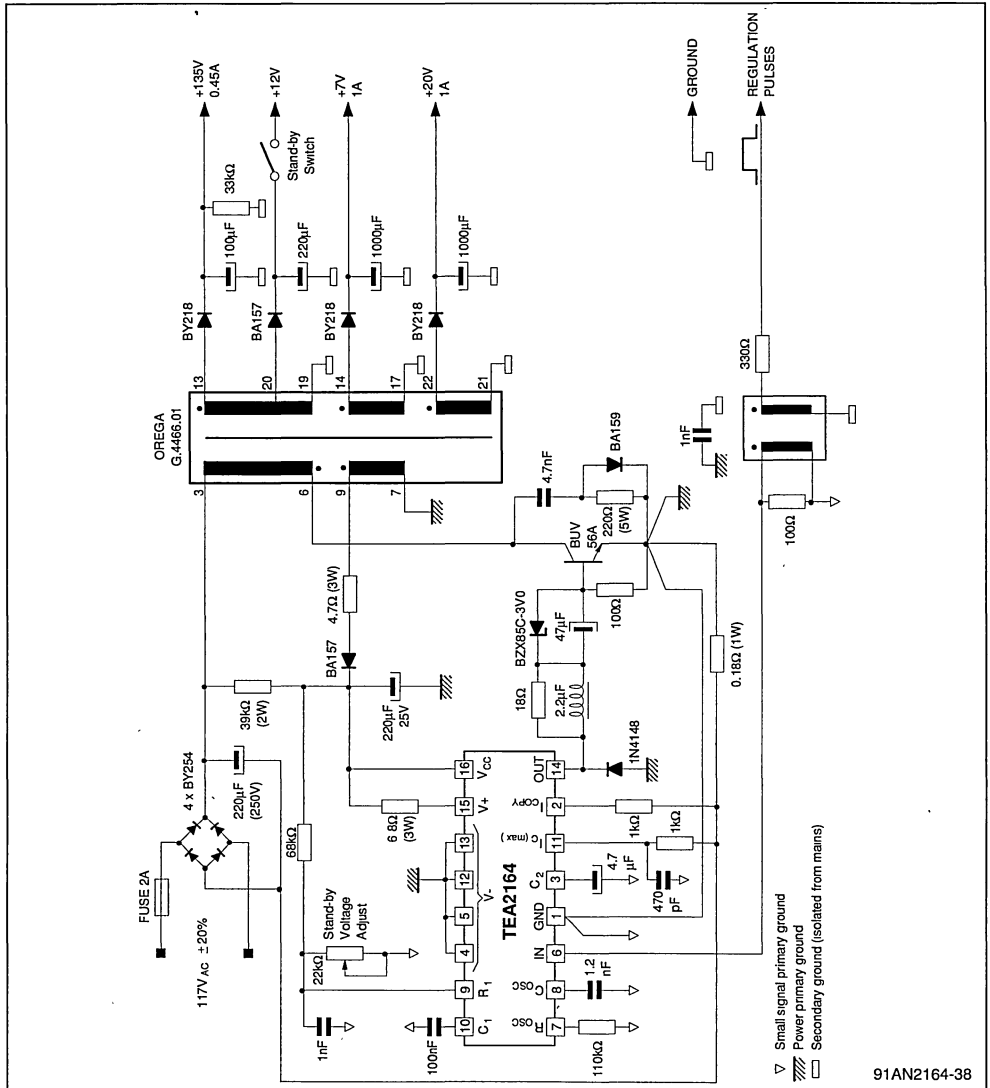 +135V
0.45A
+12V
Stand-by
Switch
+7V
1A
+20V
1A
GROUND
REGULATION
PULSES
33kΩ
100µF
220µF
1000µF
1000µF
BY218
BA157
BY218
BY218
330Ω
13
20
19
14
17
22
21
OREGA
G.4466.01
3
6
9
7
1nF
4.7nF
BA159
220Ω
(5W)
BUV
56A
100Ω
100Ω
4.7Ω (3W)
BA157
BZX85C-3V0
47µF
18Ω
2.2µF
0.18Ω (1W)
39kΩ
(2W)
220µF
25V
1N4148
4 x BY254
220µF
(250V)
68kΩ
6 8Ω
(3W)
FUSE 2A
117VAC ± 20%
16
VCC
15
V+
13
12
5
4
V-
9
R1
10
C1
TEA2164
14
OUT
2
ICOPY
11
IC(max)
3
C2
1
GND
6
IN
8
COSC
7
ROSC
1kΩ
1kΩ
4.7
µF
470
pF
1.2
nF
110kΩ
Stand-by
Voltage
Adjust
22kΩ
1nF
100nF
Small signal primary ground
Power primary ground
Secondary ground (isolated from mains)
91AN2164-38